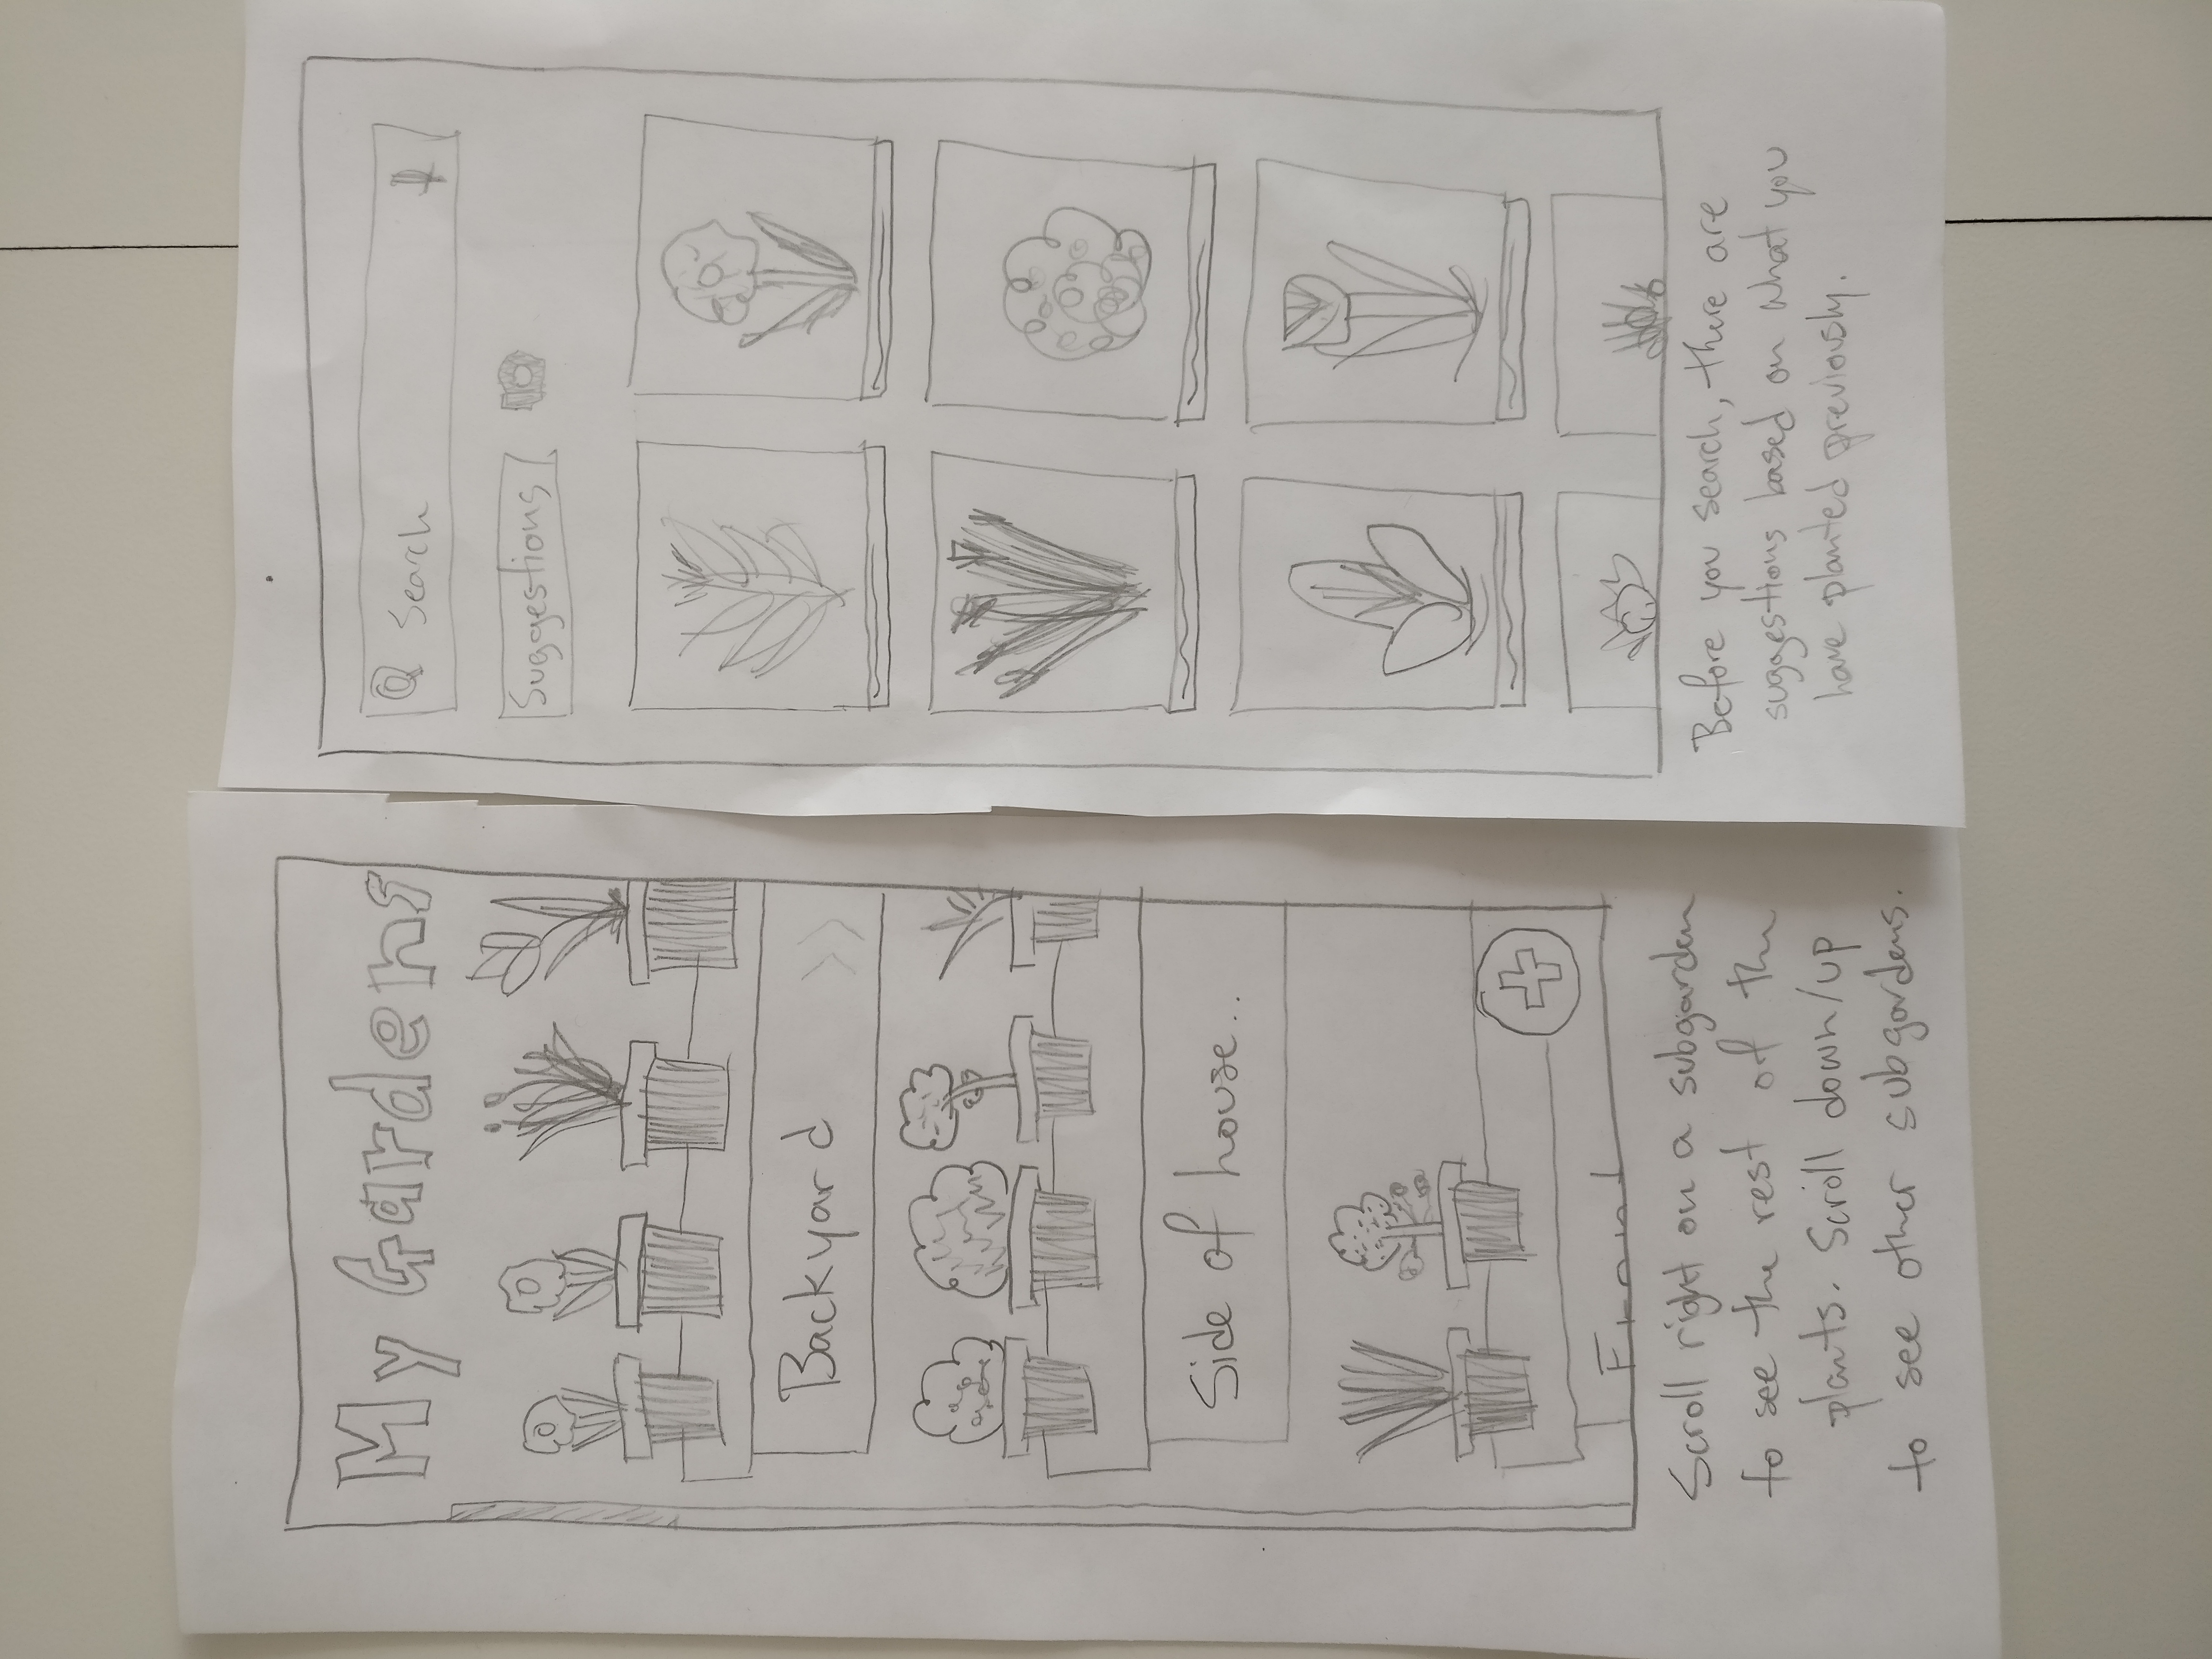 My Gardens
Backyard >>
Side of house..
Front
Scroll right on a subgarden
to see the rest of the
plants. Scroll down/up
to see other subgardens.
Search
Suggestions
Before you search, there are
suggestions based on what you
have planted previously.